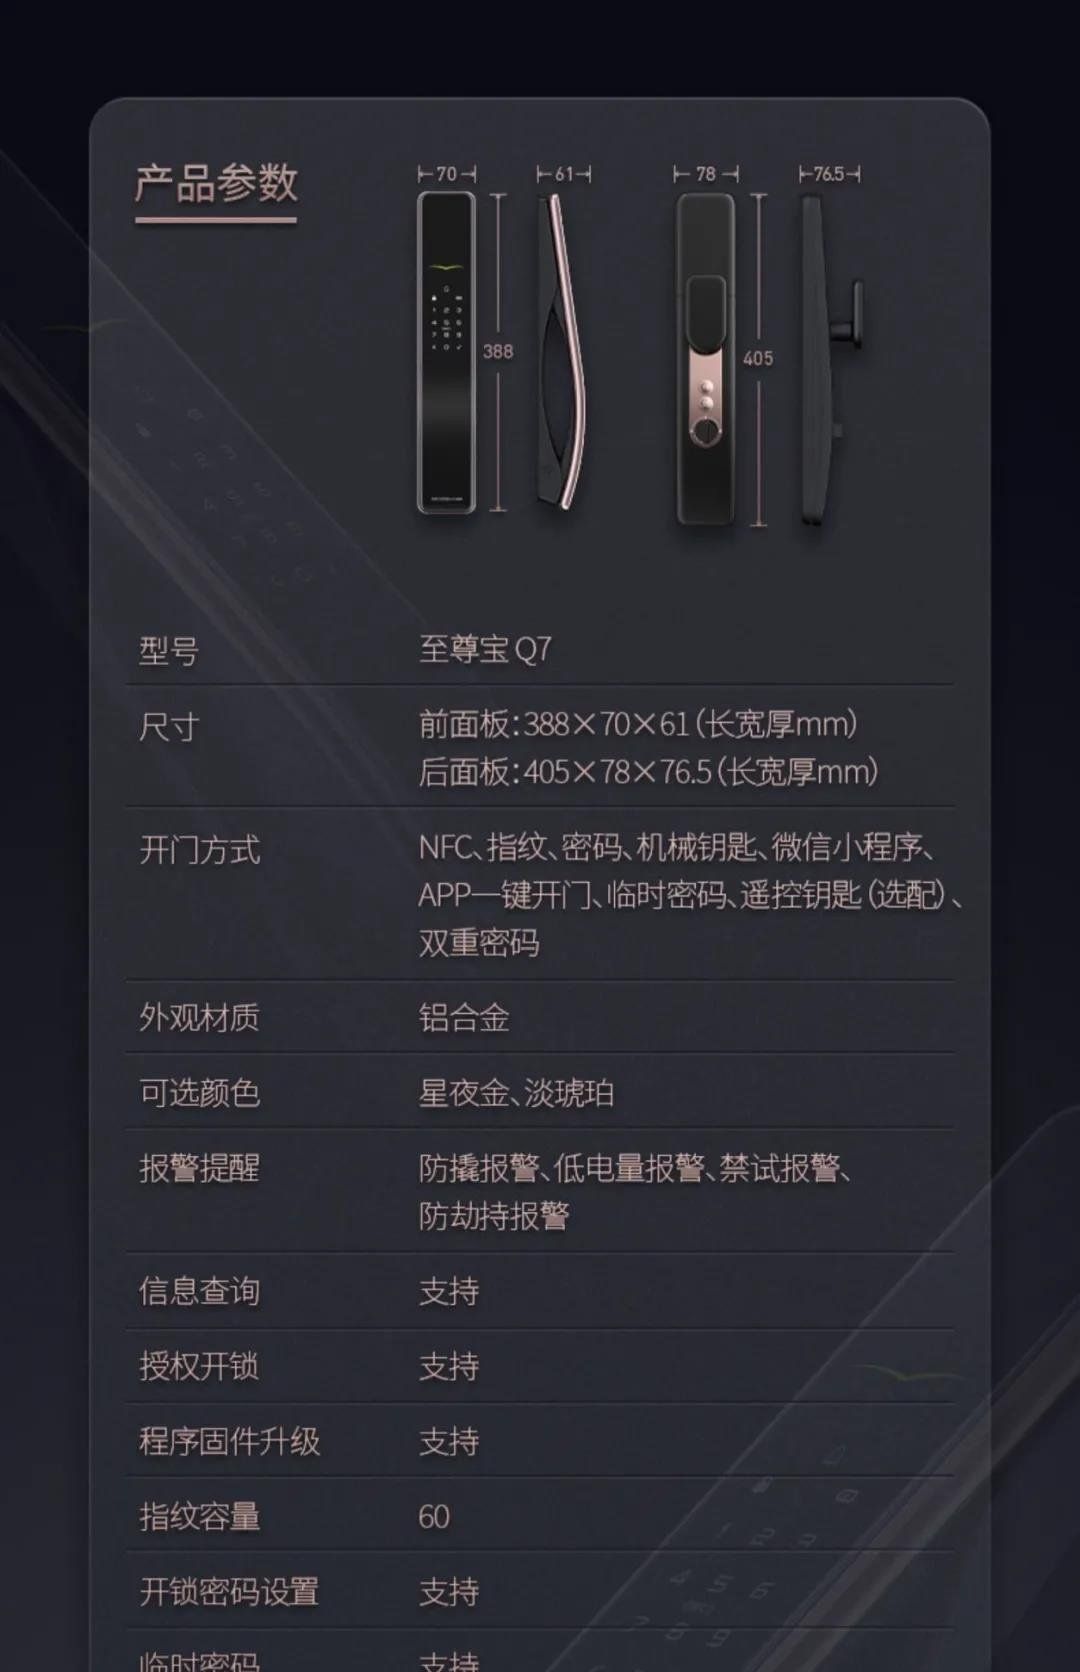 产品参数
70
61
78
76.5
388
405
型号 至尊宝 Q7
尺寸 前面板：388×70×61（长宽厚mm）
后面板：405×78×76.5（长宽厚mm）
开门方式 NFC、指纹、密码、机械钥匙、微信小程序、
APP一键开门、临时密码、遥控钥匙（选配）、
双重密码
外观材质 铝合金
可选颜色 星夜金、淡琥珀
报警提醒 防撬报警、低电量报警、禁试报警、
防劫持报警
信息查询 支持
授权开锁 支持
程序固件升级 支持
指纹容量 60
开锁密码设置 支持
临时密码 支持